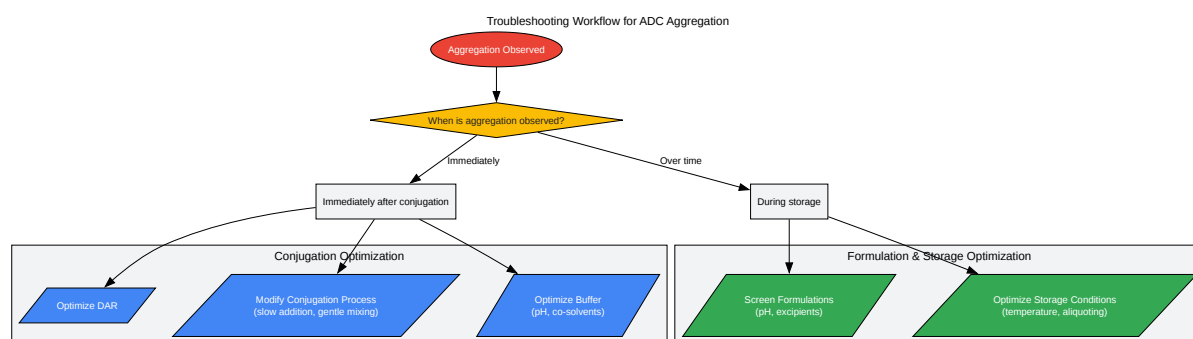 Troubleshooting Workflow for ADC Aggregation
Aggregation Observed
When is aggregation observed?
Immediately
Over time
Immediately after conjugation
During storage
Conjugation Optimization
Formulation & Storage Optimization
Optimize DAR
Modify Conjugation Process
(slow addition, gentle mixing)
Optimize Buffer
(pH, co-solvents)
Screen Formulations
(pH, excipients)
Optimize Storage Conditions
(temperature, aliquoting)